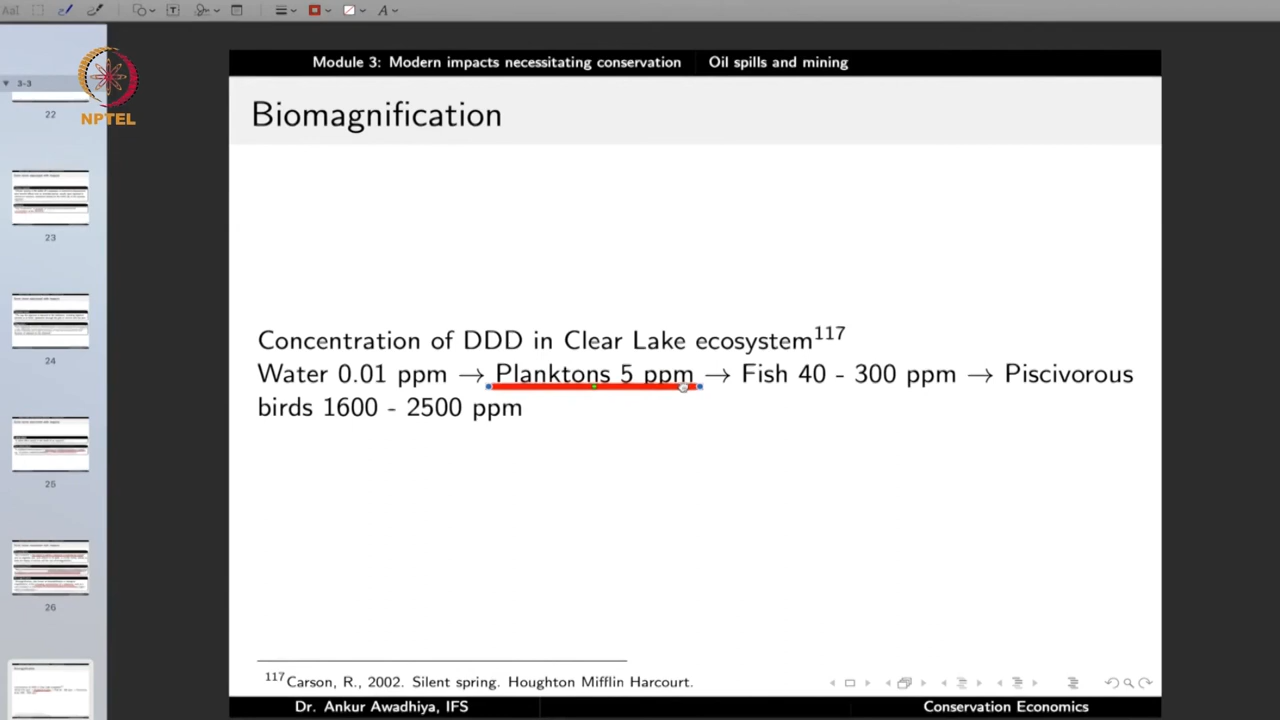 3-3
NPTEL
22
23
24
25
26
Module 3: Modern impacts necessitating conservation Oil spills and mining
Biomagnification
Concentration of DDD in Clear Lake ecosystem117
Water 0.01 ppm → Planktons 5 ppm → Fish 40 - 300 ppm → Piscivorous
birds 1600 - 2500 ppm
117Carson, R., 2002. Silent spring. Houghton Mifflin Harcourt.
Dr. Ankur Awadhiya, IFS Conservation Economics